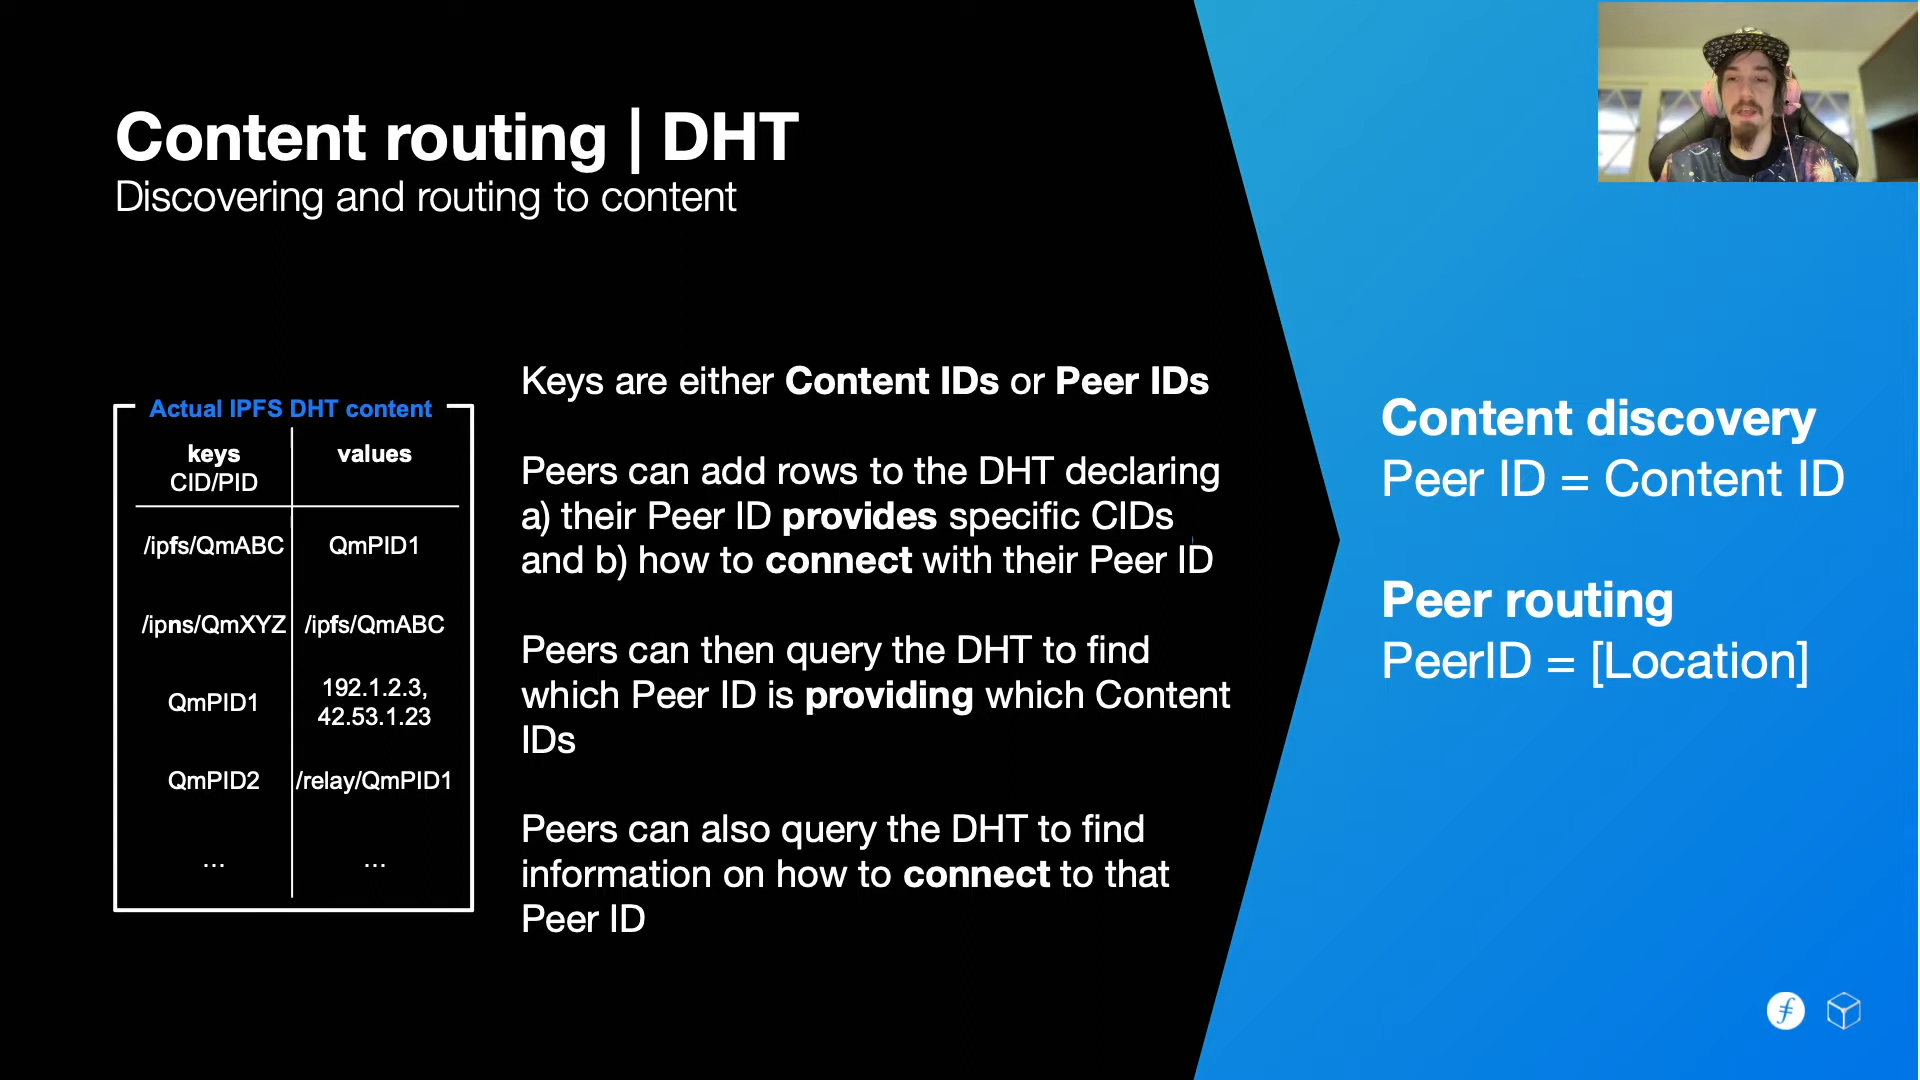 Content routing | DHT
Discovering and routing to content
Actual IPFS DHT content
keys values
CID/PID
/ipfs/QmABC QmPID1
/ipns/QmXYZ /ipfs/QmABC
QmPID1 192.1.2.3,
42.53.1.23
QmPID2 /relay/QmPID1
... ...
Keys are either Content IDs or Peer IDs
Peers can add rows to the DHT declaring
a) their Peer ID provides specific CIDs
and b) how to connect with their Peer ID
Peers can then query the DHT to find
which Peer ID is providing which Content
IDs
Peers can also query the DHT to find
information on how to connect to that
Peer ID
Content discovery
Peer ID = Content ID
Peer routing
PeerID = [Location]